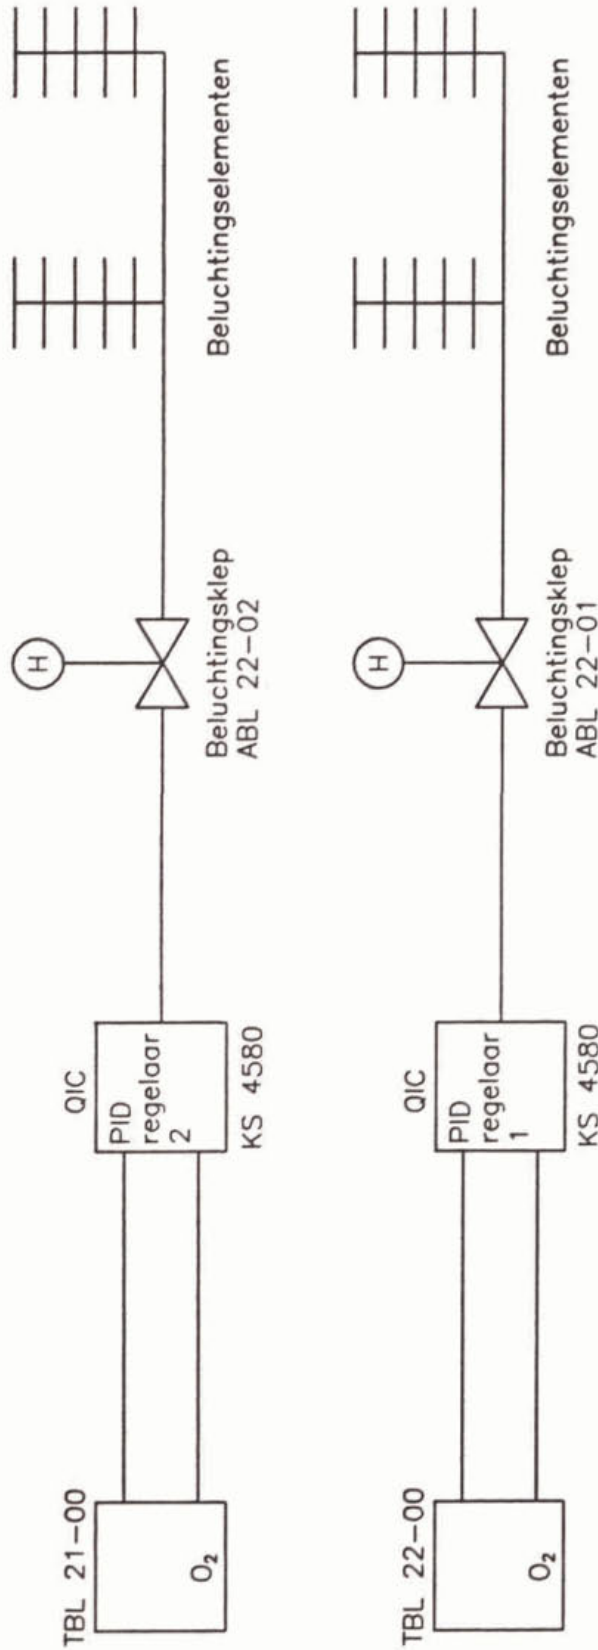 TBL 21-00
O₂
QIC
PID
regelaar
2
KS 4580
H
Beluchtingsklep
ABL 22-02
Beluchtingselementen
TBL 22-00
O₂
QIC
PID
regelaar
1
KS 4580
H
Beluchtingsklep
ABL 22-01
Beluchtingselementen